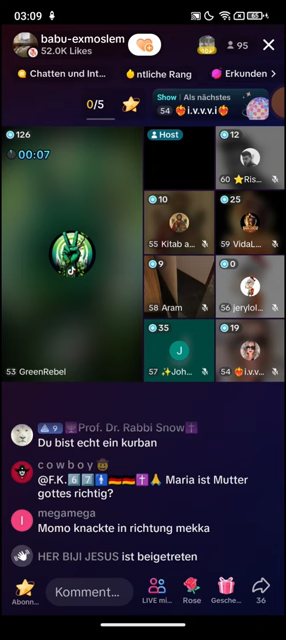 03:09
65
babu-exmoslem
52.0K Likes
95
Chatten und Int...
ntliche Rang
Erkunden >
0/5
Show | Als nächstes
54 i.v.v.v.i
126
00:07
Host
12
60 ⭐Ris...
10
55 Kitab a...
25
59 VidaL...
9
58 Aram
0
56 jerylol...
35
J
57 ✨Joh...
19
54 i.v.v...
53 GreenRebel
9 Prof. Dr. Rabbi Snow✝️
Du bist echt ein kurban
c o w b o y 🤠
@F.K.6️⃣7️⃣🚹🇩🇪🇩🇪✝️🙏 Maria ist Mutter
gottes richtig?
I
megamega
Momo knackte in richtung mekka
HER BIJI JESUS ist beigetreten
Komment...
Abonn...
LIVE mi...
Rose
Gesche...
36